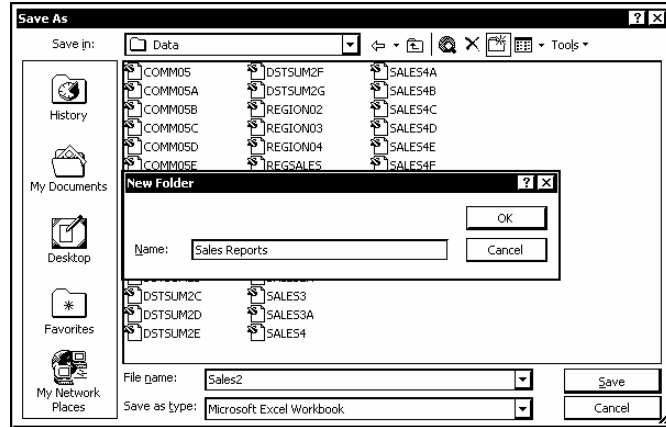 Save As
Save in:
Data
Tools
History
My Documents
Desktop
Favorites
My Network
Places
COMM05
COMM05A
COMM05B
COMM05C
COMM05D
COMM05E
DSTSUM2C
DSTSUM2D
DSTSUM2E
DSTSUM2F
DSTSUM2G
REGION02
REGION03
REGION04
REGSALES
SALES3
SALES3A
SALES4
SALES4A
SALES4B
SALES4C
SALES4D
SALES4E
SALES4F
New Folder
Name:
Sales Reports
OK
Cancel
File name:
Sales2
Save
Save as type:
Microsoft Excel Workbook
Cancel